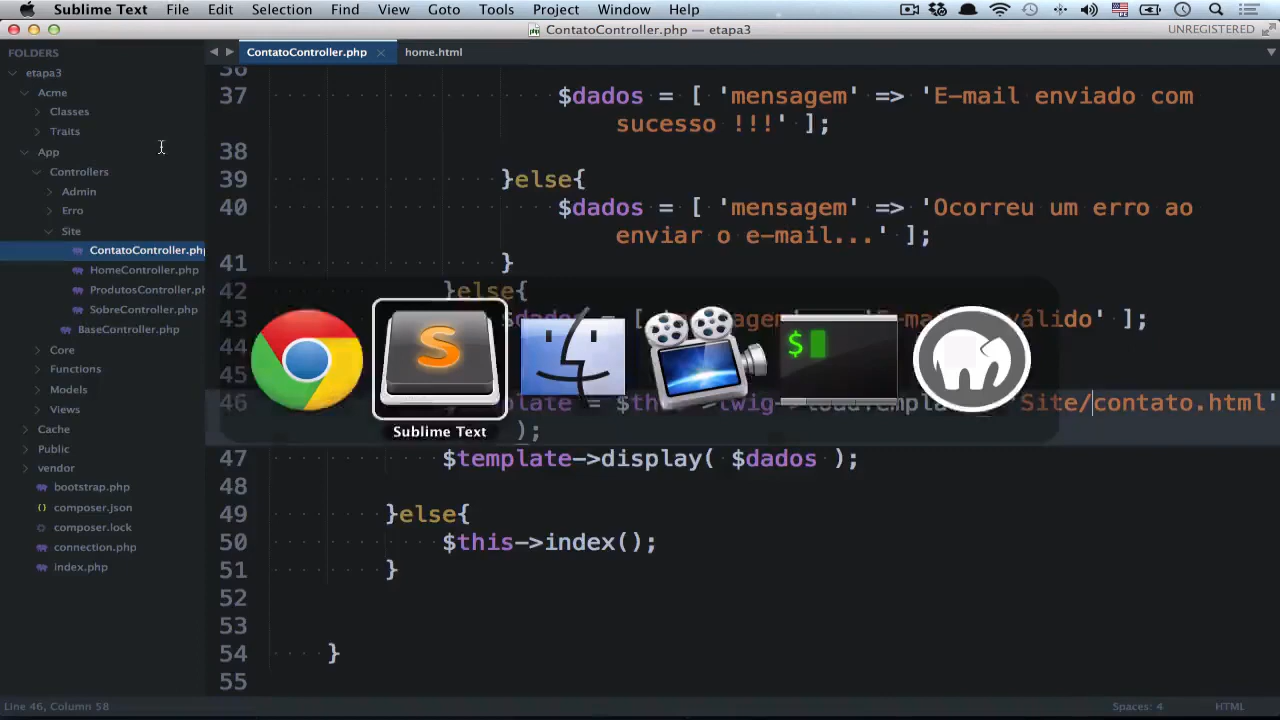 Sublime Text File Edit Selection Find View Goto Tools Project Window Help
ContatoController.php — etapa3
UNREGISTERED
FOLDERS
etapa3
Acme
Classes
Traits
App
Controllers
Admin
Erro
Site
ContatoController.php
HomeController.php
ProdutosController.ph
SobreController.php
BaseController.php
Core
Functions
Models
Views
Cache
Public
vendor
bootstrap.php
composer.json
composer.lock
connection.php
index.php
ContatoController.php home.html
36
37 $dados = [ 'mensagem' => 'E-mail enviado com
sucesso !!!' ];
38
39 }else{
40 $dados = [ 'mensagem' => 'Ocorreu um erro ao
enviar o e-mail...' ];
41 }
42 }else{
43 válido' ];
44
45
46 'Site/contato.html'
);
47 $template->display( $dados );
48
49 }else{
50 $this->index();
51 }
52
53
54 }
55
$
Sublime Text
Line 46, Column 58
Spaces: 4
HTML